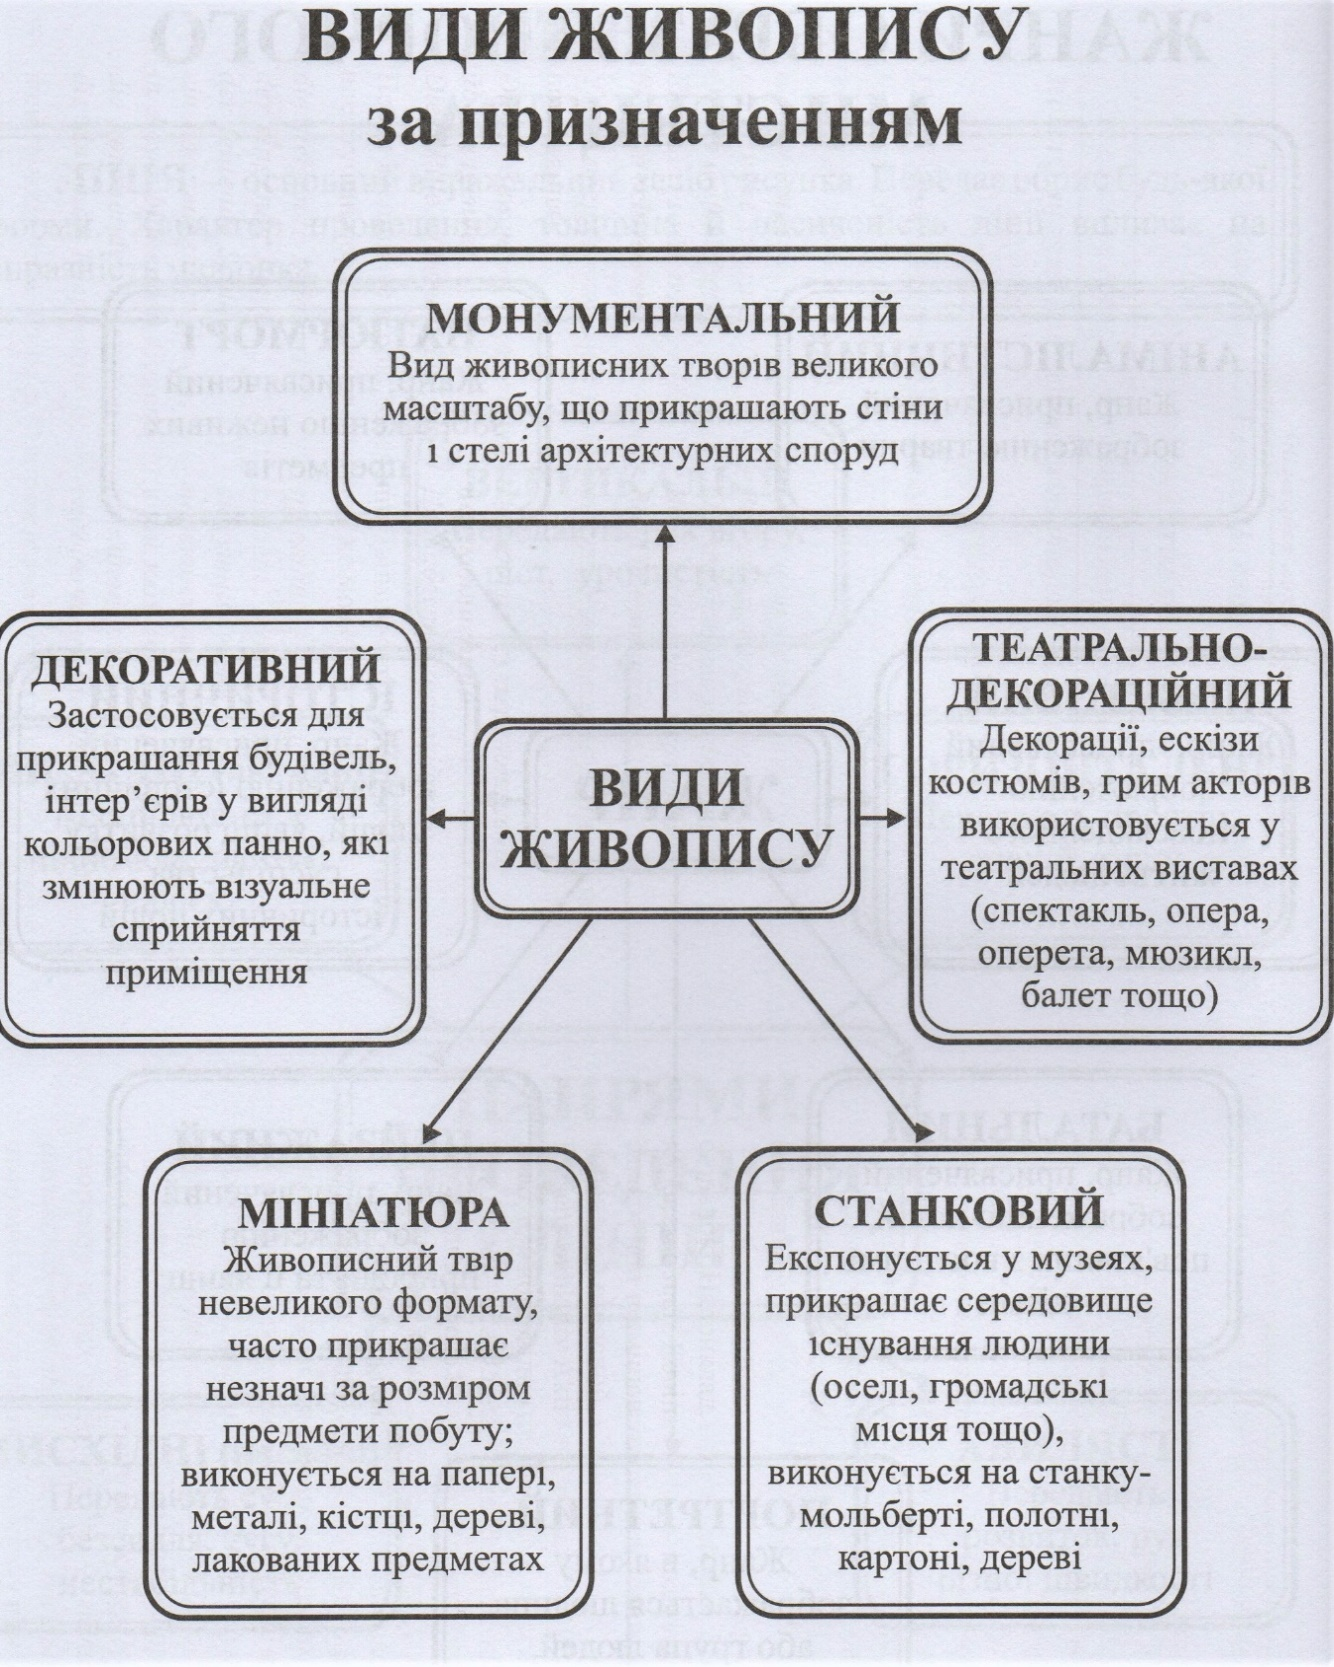 ВИДИ ЖИВОПИСУ
за призначенням
МОНУМЕНТАЛЬНИЙ
Вид живописних творів великого
масштабу, що прикрашають стіни
і стелі архітектурних споруд
ДЕКОРАТИВНИЙ
Застосовується для
прикрашання будівель,
інтер’єрів у вигляді
кольорових панно, які
змінюють візуальне
сприйняття
приміщення
ВИДИ
ЖИВОПИСУ
ТЕАТРАЛЬНО-
ДЕКОРАЦІЙНИЙ
Декорації, ескізи
костюмів, грим акторів
використовується у
театральних виставах
(спектакль, опера,
оперета, мюзикл,
балет тощо)
МІНІАТЮРА
Живописний твір
невеликого формату,
часто прикрашає
незначі за розміром
предмети побуту;
виконується на папері,
металі, кістці, дереві,
лакованих предметах
СТАНКОВИЙ
Експонується у музеях,
прикрашає середовище
існування людини
(оселі, громадські
місця тощо),
виконується на станку-
мольберті, полотні,
картоні, дереві